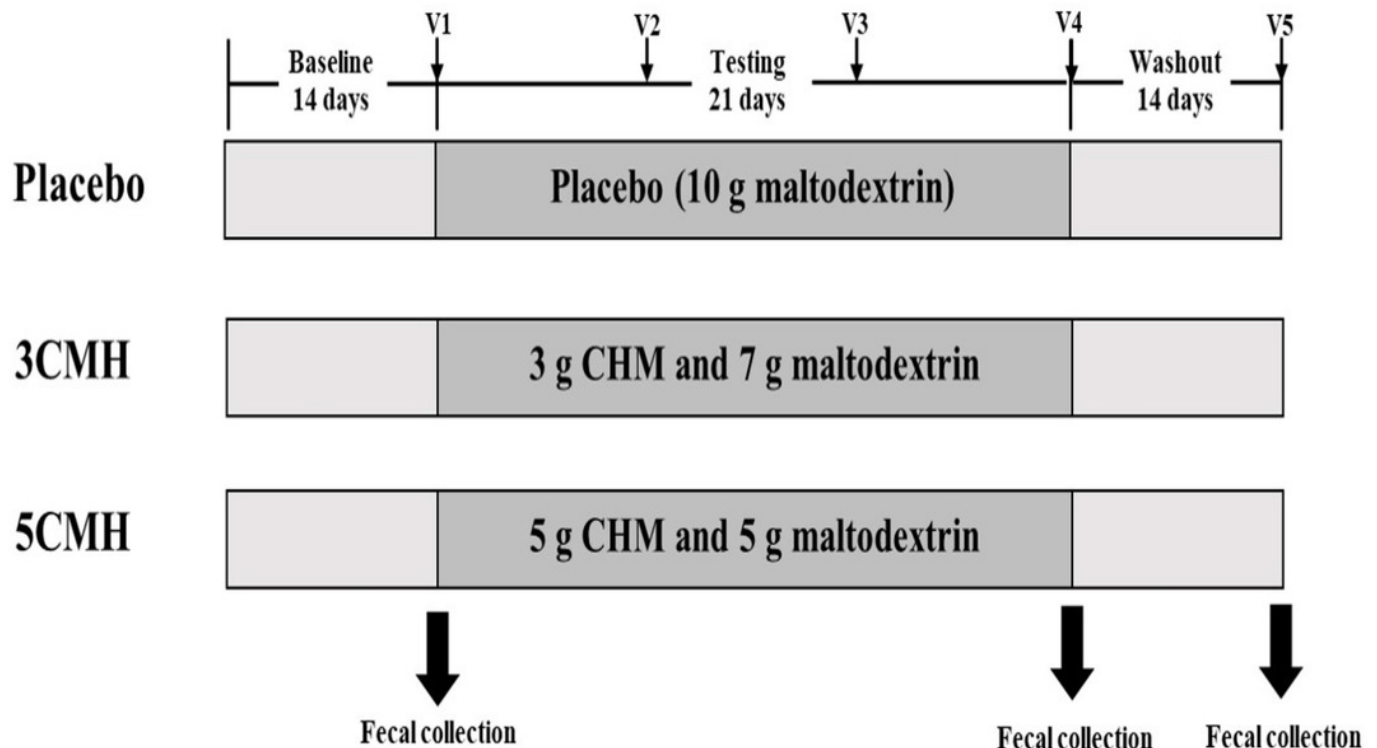 V1
V2
V3
V4
V5
Baseline
14 days
Testing
21 days
Washout
14 days
Placebo
Placebo (10 g maltodextrin)
3CMH
3 g CHM and 7 g maltodextrin
5CMH
5 g CHM and 5 g maltodextrin
Fecal collection
Fecal collection
Fecal collection